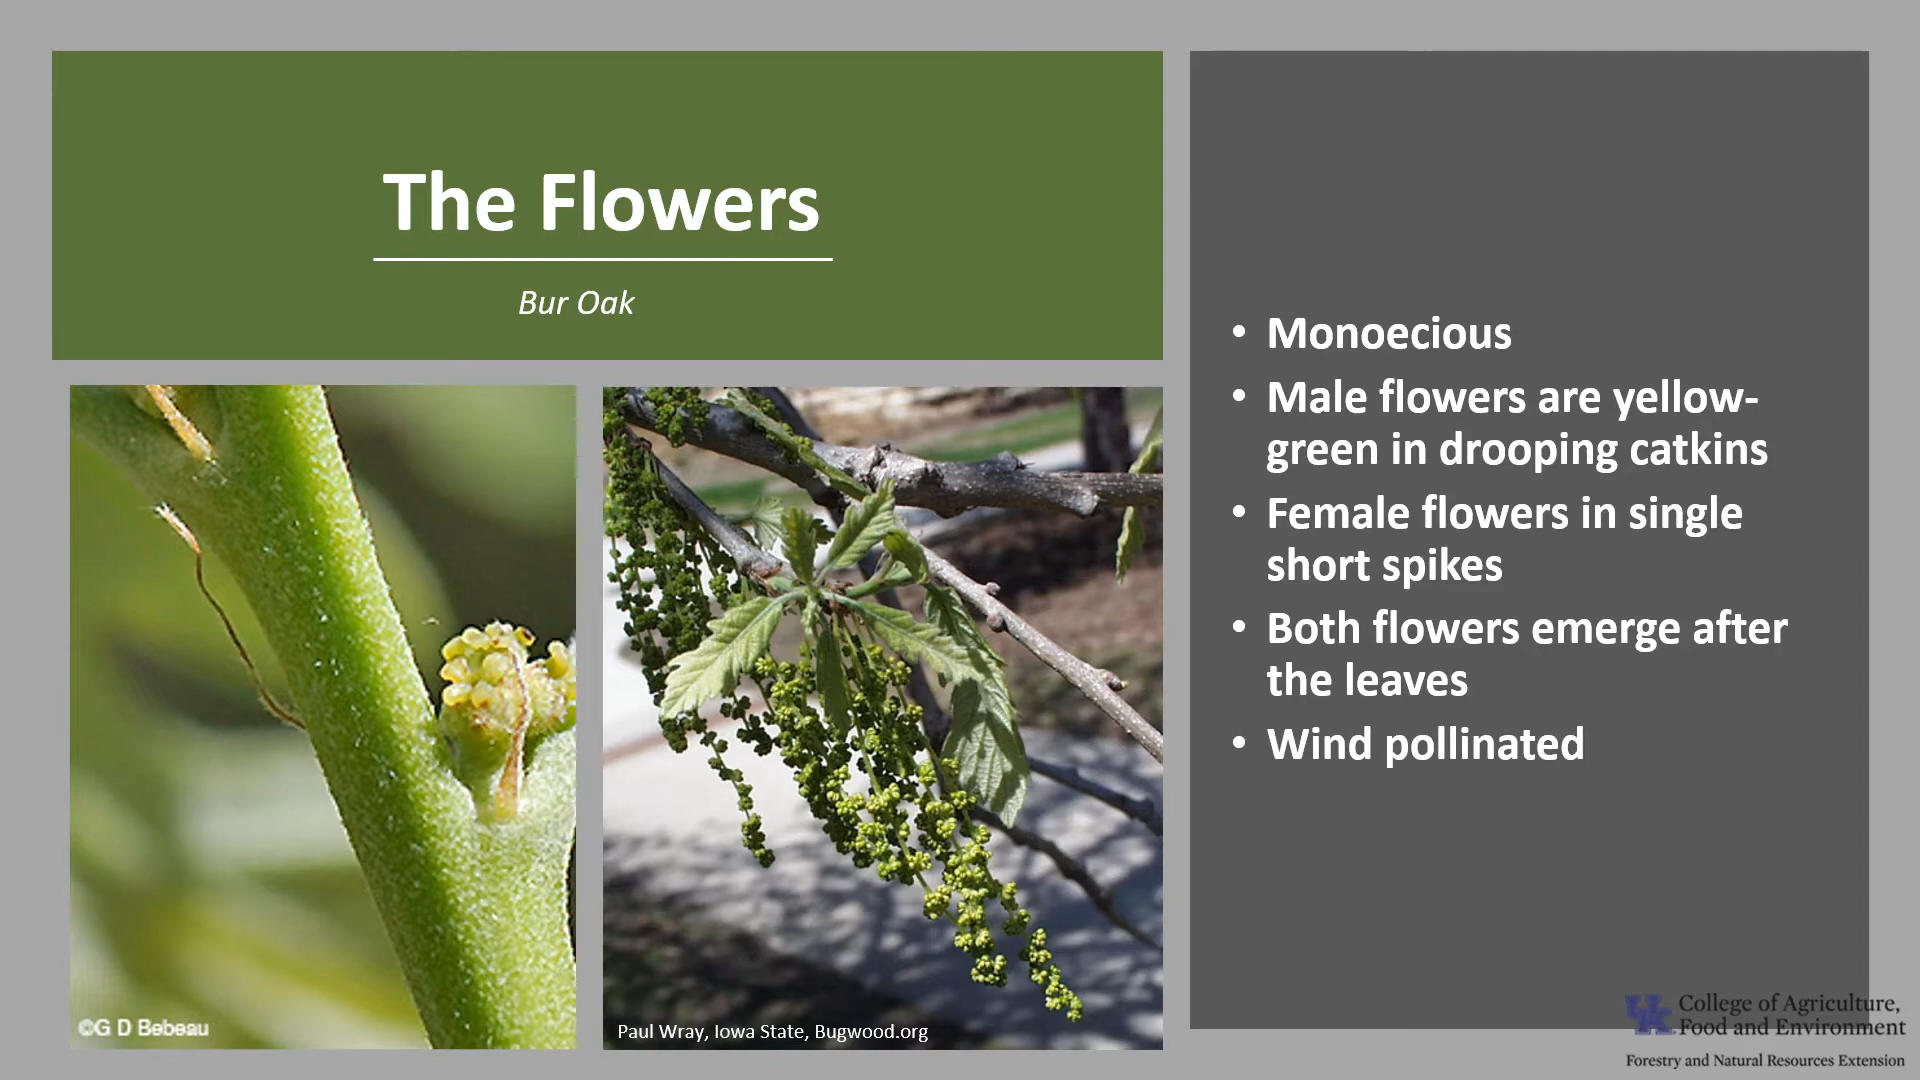 The Flowers
Bur Oak
• Monoecious
• Male flowers are yellow-
green in drooping catkins
• Female flowers in single
short spikes
• Both flowers emerge after
the leaves
• Wind pollinated
©G D Bebeau
Paul Wray, Iowa State, Bugwood.org
UK
College of Agriculture,
Food and Environment
Forestry and Natural Resources Extension